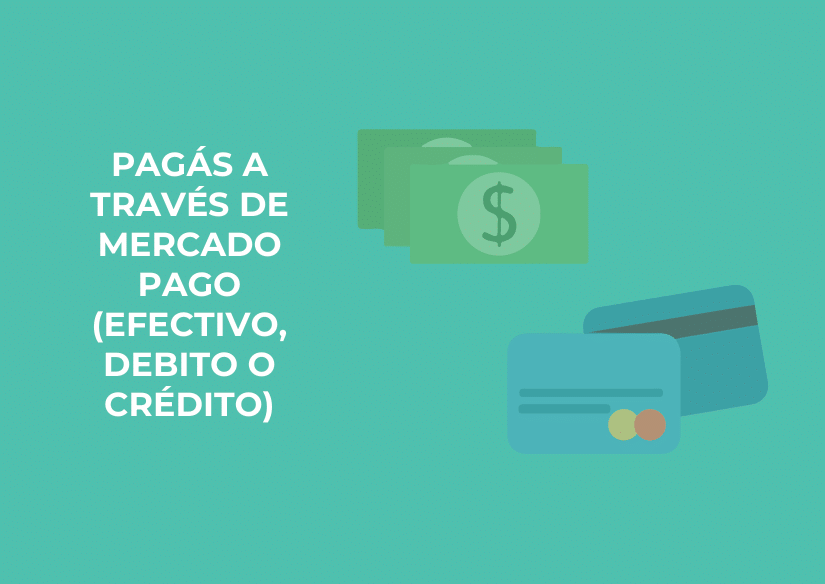 PAGÁS A
TRAVÉS DE
MERCADO
PAGO
(EFECTIVO,
DEBITO O
CRÉDITO)
$